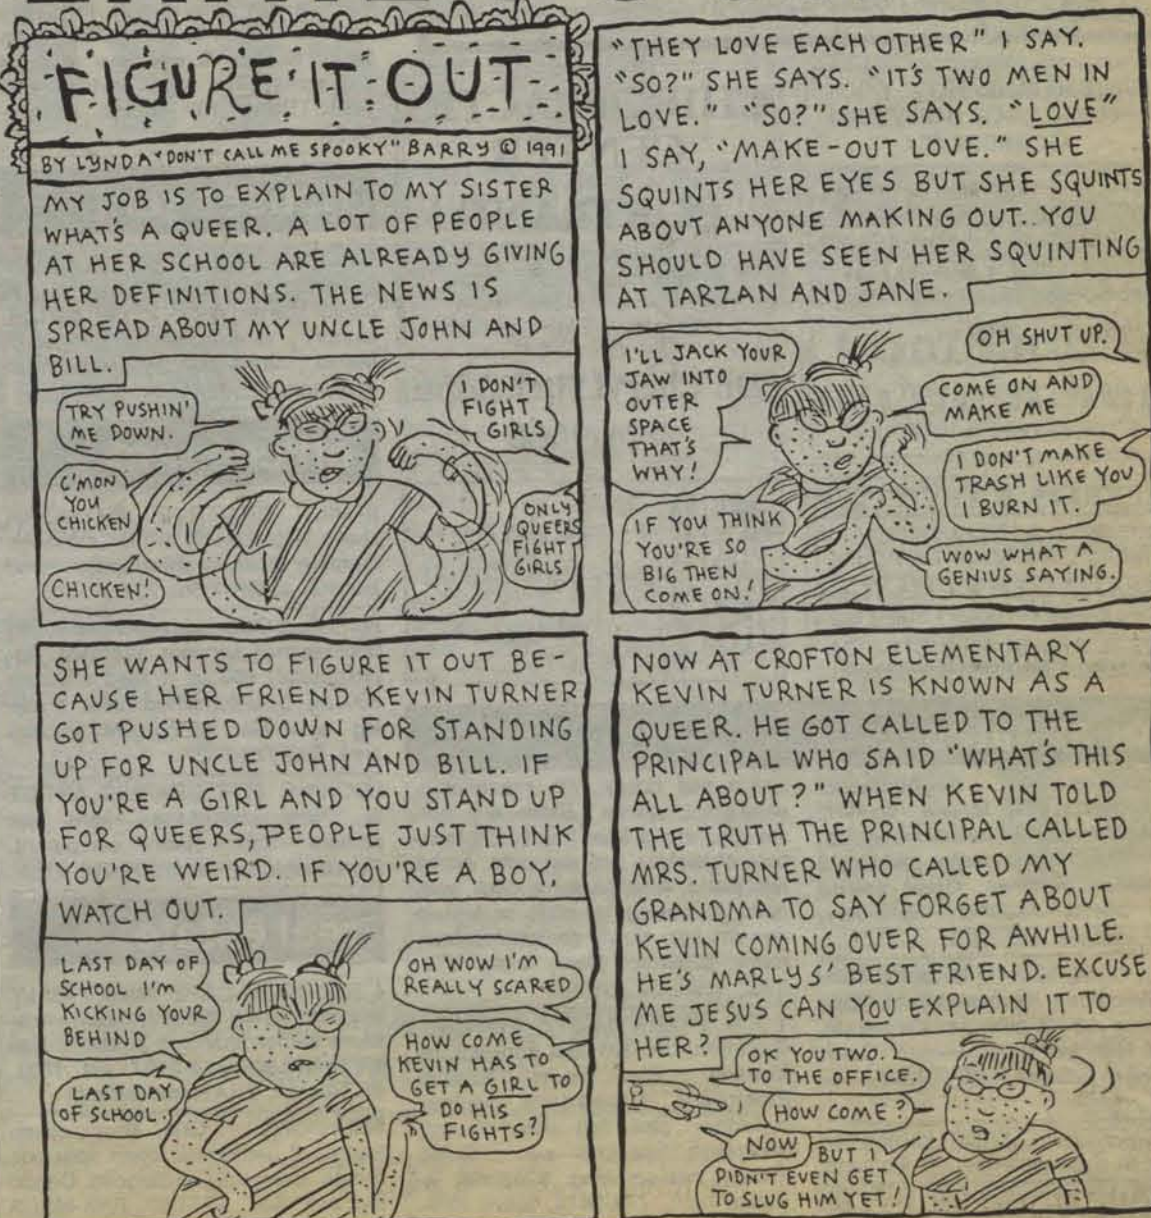 FIGURE IT OUT
BY LYNDA "DON'T CALL ME SPOOKY" BARRY © 1991
MY JOB IS TO EXPLAIN TO MY SISTER
WHAT'S A QUEER. A LOT OF PEOPLE
AT HER SCHOOL ARE ALREADY GIVING
HER DEFINITIONS. THE NEWS IS
SPREAD ABOUT MY UNCLE JOHN AND
BILL.
TRY PUSHIN'
ME DOWN.
I DON'T
FIGHT
GIRLS
C'MON
YOU
CHICKEN
ONLY
QUEERS
FIGHT
GIRLS
CHICKEN!
"THEY LOVE EACH OTHER" I SAY.
"SO?" SHE SAYS. "IT'S TWO MEN IN
LOVE." "SO?" SHE SAYS. "LOVE"
I SAY, "MAKE-OUT LOVE." SHE
SQUINTS HER EYES BUT SHE SQUINTS
ABOUT ANYONE MAKING OUT. YOU
SHOULD HAVE SEEN HER SQUINTING
AT TARZAN AND JANE.
I'LL JACK YOUR
JAW INTO
OUTER
SPACE
THAT'S
WHY!
OH SHUT UP.
COME ON AND
MAKE ME
I DON'T MAKE
TRASH LIKE YOU
I BURN IT.
IF YOU THINK
YOU'RE SO
BIG THEN
COME ON!
WOW WHAT A
GENIUS SAYING.
SHE WANTS TO FIGURE IT OUT BE-
CAUSE HER FRIEND KEVIN TURNER
GOT PUSHED DOWN FOR STANDING
UP FOR UNCLE JOHN AND BILL. IF
YOU'RE A GIRL AND YOU STAND UP
FOR QUEERS, PEOPLE JUST THINK
YOU'RE WEIRD. IF YOU'RE A BOY,
WATCH OUT.
LAST DAY OF
SCHOOL I'M
KICKING YOUR
BEHIND
OH WOW I'M
REALLY SCARED
LAST DAY
OF SCHOOL.
HOW COME
KEVIN HAS TO
GET A GIRL TO
DO HIS
FIGHTS?
NOW AT CROFTON ELEMENTARY
KEVIN TURNER IS KNOWN AS A
QUEER. HE GOT CALLED TO THE
PRINCIPAL WHO SAID "WHAT'S THIS
ALL ABOUT?" WHEN KEVIN TOLD
THE TRUTH THE PRINCIPAL CALLED
MRS. TURNER WHO CALLED MY
GRANDMA TO SAY FORGET ABOUT
KEVIN COMING OVER FOR AWHILE.
HE'S MARLYS' BEST FRIEND. EXCUSE
ME JESUS CAN YOU EXPLAIN IT TO
HER?
OK YOU TWO.
TO THE OFFICE.
HOW COME?
NOW
BUT I
DIDN'T EVEN GET
TO SLUG HIM YET!